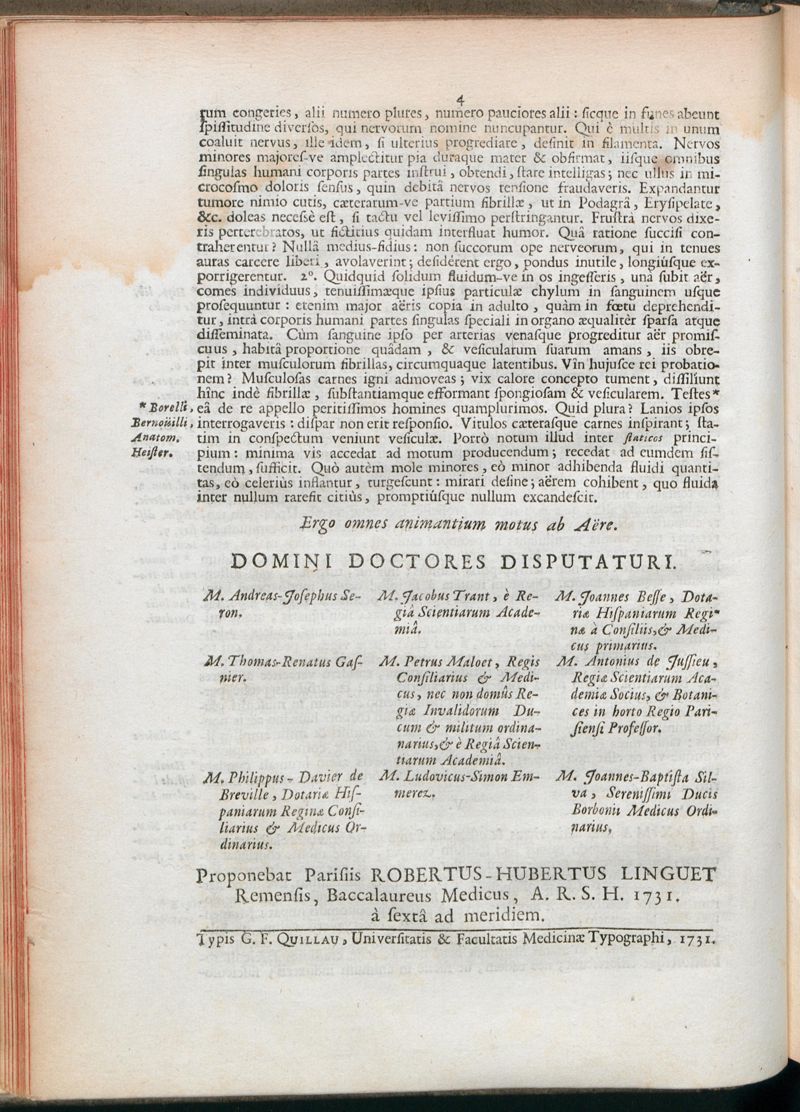 4
rum congeries, alii numero plures, numero pauciores alii : ſicque in funes abeunt
ſpiſſitudine diverſos, qui nervorum nomine nuncupantur. Qui è multis in unum
coaluit nervus, ille idem, ſi ulterius progrediare, definit in filamenta. Nervos
minores majoreſ-ve amplectitur pia duraque mater & obfirmat, iiſque omnibus
ſingulas humani corporis partes inſtrui, obtendi, ſtare intelligas; nec ullus in mi-
crocoſmo doloris ſenſus, quin debitâ nervos tenſione fraudaveris. Expandantur
tumore nimio cutis, cæterarum-ve partium fibrillæ, ut in Podagrâ, Eryſipelate,
&c. doleas neceſsè eſt, ſi tactu vel leviſſimo perſtringantur. Fruſtrà nervos dixe-
ris perterebratos, ut fictitius quidam interfluat humor. Quâ ratione ſucciſi con-
traherentur? Nullâ medius-fidius : non ſuccorum ope nerveorum, qui in tenues
auras carcere liberi, avolaverint; deſidérent ergo, pondus inutile, longiùſque ex-
porrigerentur. 2°. Quidquid ſolidum fluidum-ve in os ingeſſeris, unà ſubit aër,
comes individuus, tenuiſſimæque ipſius particulæ chylum in ſanguinem uſque
proſequuntur : etenim major aëris copia in adulto, quàm in fœtu deprehendi-
tur, intrà corporis humani partes ſingulas ſpeciali in organo æqualitèr ſparſa atque
diſſeminata. Cùm ſanguine ipſo per arterias venaſque progreditur aër promiſ-
cuus, habitâ proportione quâdam, & veſicularum ſuarum amans, iis obre-
pit inter muſculorum fibrillas, circumquaque latentibus. Vin hujuſce rei probatio-
nem? Muſculoſas carnes igni admoveas; vix calore concepto tument, diſſiliunt
hinc indè fibrillæ, ſubſtantiamque efformant ſpongioſam & veſicularem. Teſtes*
* Borelli, eâ de re appello peritiſſimos homines quamplurimos. Quid plura? Lanios ipſos
Bernouilli, interrogaveris : diſpar non erit reſponſio. Vitulos cæteraſque carnes inſpirant; ſta-
Anatom. tim in conſpectum veniunt veſiculæ. Porrò notum illud inter ſtaticos princi-
Heiſter. pium : minima vis accedat ad motum producendum; recedat ad eumdem ſiſ-
tendum, ſufficit. Quò autèm mole minores, eò minor adhibenda fluidi quanti-
tas, eò celeriùs inflantur, turgeſcunt : mirari deſine; aërem cohibent, quo fluida
inter nullum rarefit citiùs, promptiùſque nullum excandeſcit.
Ergo omnes animantium motus ab Aëre.
DOMINI DOCTORES DISPUTATURI.
M. Andreas-Joſephus Se-
ron.
M. Jacobus Trant, è Re-
giâ Scientiarum Acade-
miâ.
M. Joannes Beſſe, Dota-
riæ Hiſpaniarum Regi-
næ à Conſiliis, & Medi-
cus primarius.
M. Thomas-Renatus Gaſ-
nier.
M. Petrus Maloet, Regis
Conſiliarius & Medi-
cus, nec non domûs Re-
giæ Invalidorum Du-
cum & militum ordina-
narius, & è Regiâ Scien-
tiarum Academiâ.
M. Antonius de Juſſieu,
Regiæ Scientiarum Aca-
demiæ Socius, & Botani-
ces in horto Regio Pari-
ſienſi Profeſſor.
M. Philippus-Davier de
Breville, Dotariæ Hiſ-
paniarum Reginæ Conſi-
liarius & Medicus Or-
dinarius.
M. Ludovicus-Simon Em-
merez.
M. Joannes-Baptiſta Sil-
va, Sereniſſimi Ducis
Borbonii Medicus Ordi-
narius,
Proponebat Pariſiis ROBERTUS-HUBERTUS LINGUET
Remenſis, Baccalaureus Medicus, A. R. S. H. 1731.
à ſextâ ad meridiem.
Typis G. F. QUILLAU, Univerſitatis & Facultatis Medicinæ Typographi, 1731.